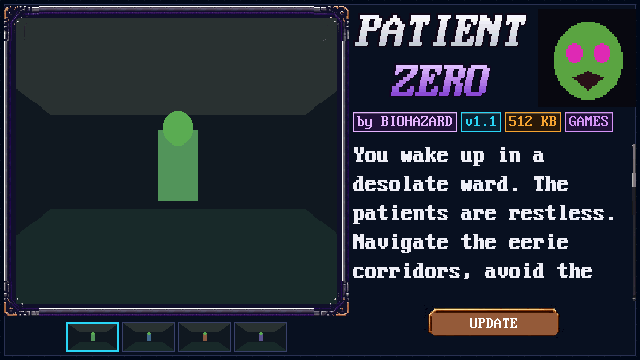 PATIENT
ZERO
by BIOHAZARD v1.1 512 KB GAMES
You wake up in a
desolate ward. The
patients are restless.
Navigate the eerie
corridors, avoid the
UPDATE